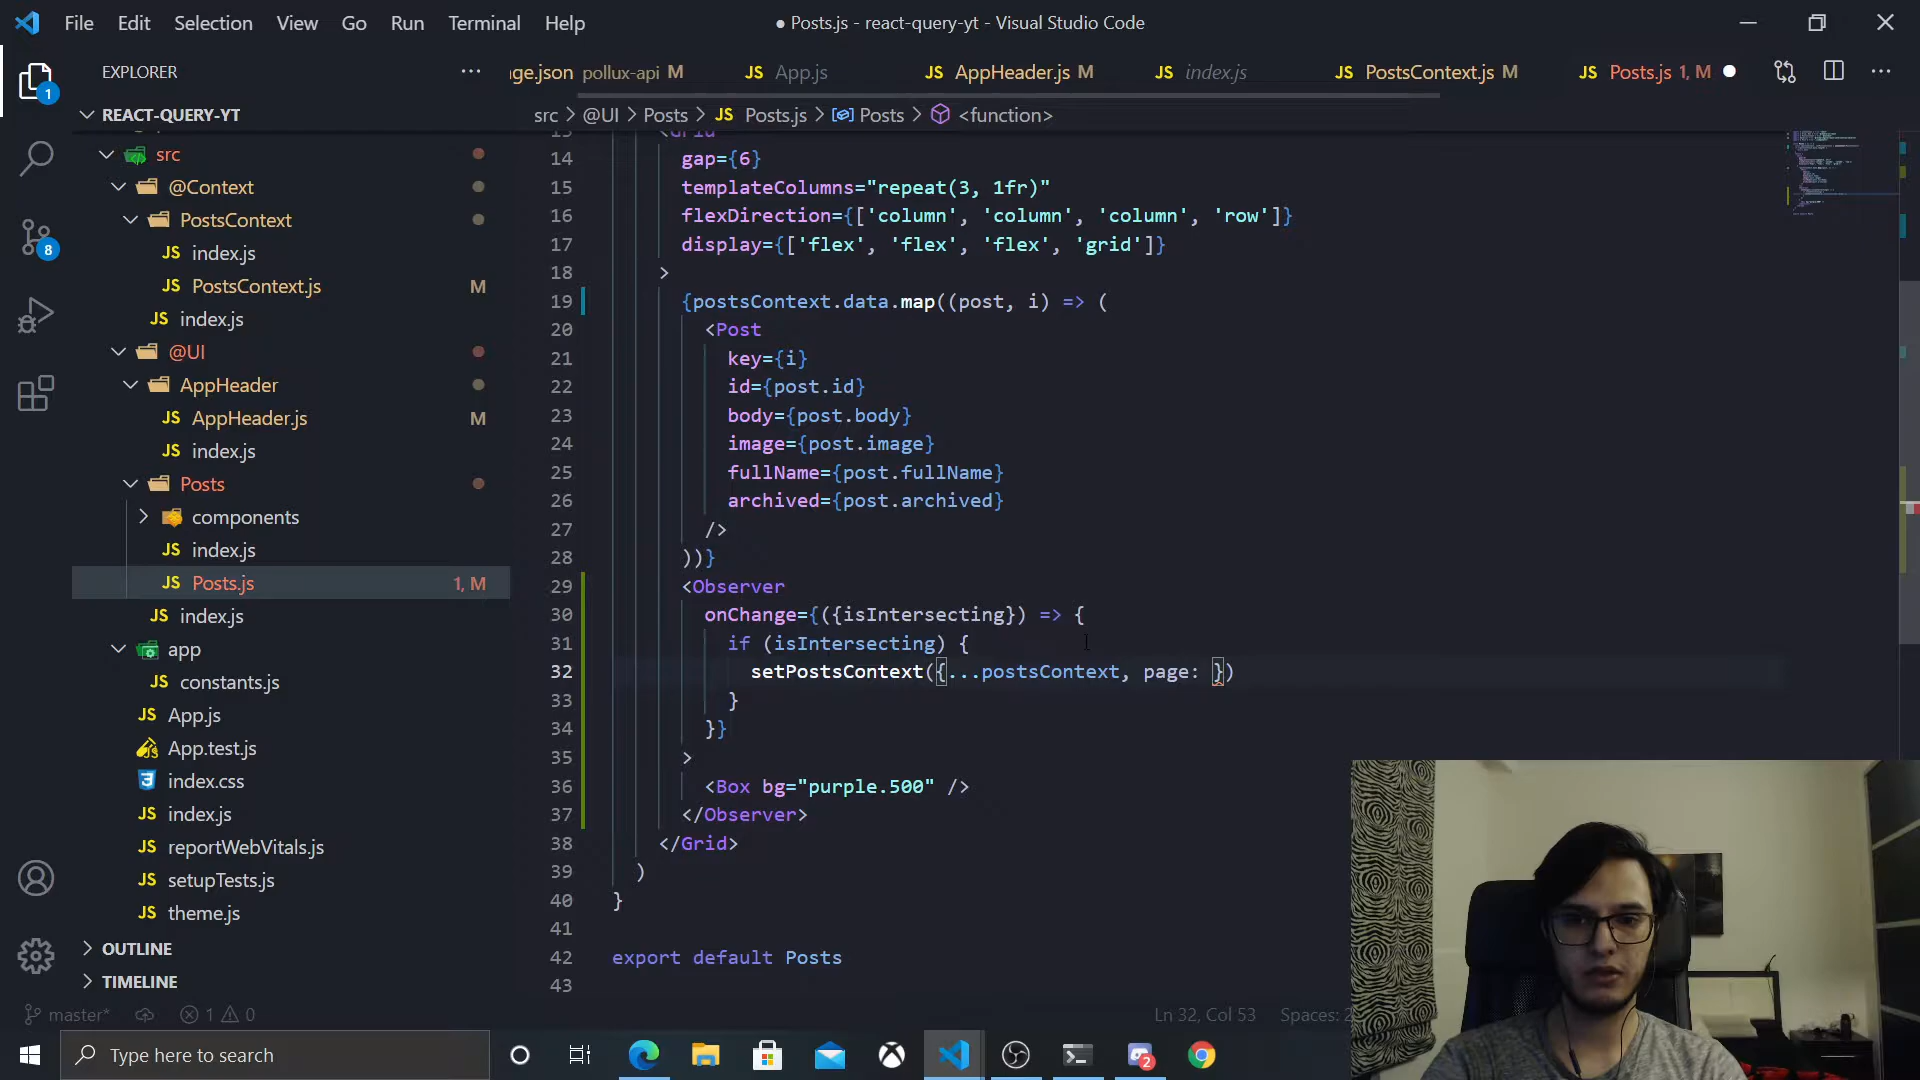 File Edit Selection View Go Run Terminal Help
● Posts.js - react-query-yt - Visual Studio Code
EXPLORER
ge.json pollux-api M
JS App.js
JS AppHeader.js M
JS index.js
JS PostsContext.js M
JS Posts.js 1, M
REACT-QUERY-YT
src > @UI > Posts > JS Posts.js > Posts > <function>
src
@Context
PostsContext
JS index.js
JS PostsContext.js M
JS index.js
@UI
AppHeader
JS AppHeader.js M
JS index.js
Posts
components
JS index.js
JS Posts.js 1, M
JS index.js
app
JS constants.js
JS App.js
App.test.js
index.css
JS index.js
JS reportWebVitals.js
JS setupTests.js
JS theme.js
OUTLINE
TIMELINE
1
8
13 <Grid
14 gap={6}
15 templateColumns="repeat(3, 1fr)"
16 flexDirection={['column', 'column', 'column', 'row']}
17 display={['flex', 'flex', 'flex', 'grid']}
18 >
19 {postsContext.data.map((post, i) => (
20 <Post
21 key={i}
22 id={post.id}
23 body={post.body}
24 image={post.image}
25 fullName={post.fullName}
26 archived={post.archived}
27 />
28 ))}
29 <Observer
30 onChange={({isIntersecting}) => {
31 if (isIntersecting) {
32 setPostsContext({...postsContext, page: })
33 }
34 }}
35 >
36 <Box bg="purple.500" />
37 </Observer>
38 </Grid>
39 )
40 }
41
42 export default Posts
43
master* 1 0
Ln 32, Col 53 Spaces: 2
Type here to search
2